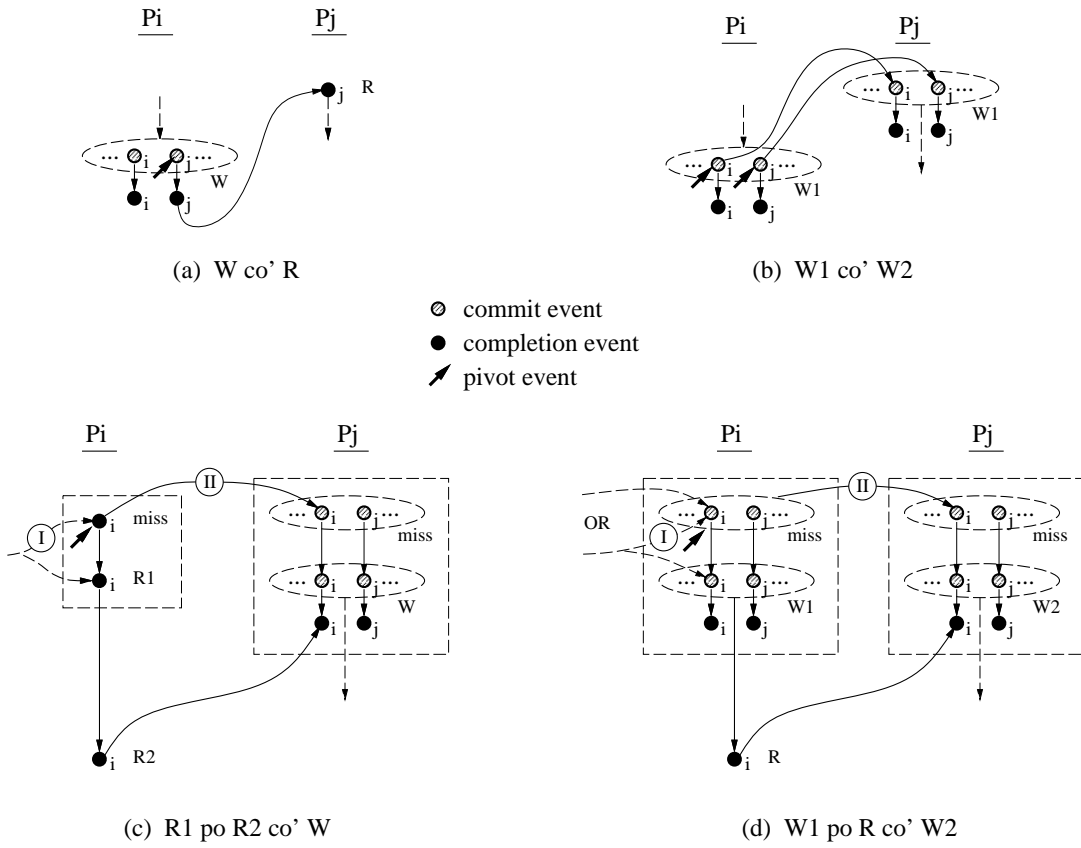 Pi
Pj
R
j
... i j ...
W
i j
(a) W co' R
Pi
Pj
... i j ...
W1
i j
... i j ...
W1
i j
(b) W1 co' W2
commit event
completion event
pivot event
Pi
Pj
II
i miss
I
i R1
... i j ...
miss
... i j ...
W
i j
i R2
(c) R1 po R2 co' W
Pi
Pj
II
OR
I
... i j ...
miss
... i j ...
W1
i j
... i j ...
miss
... i j ...
W2
i j
i R
(d) W1 po R co' W2